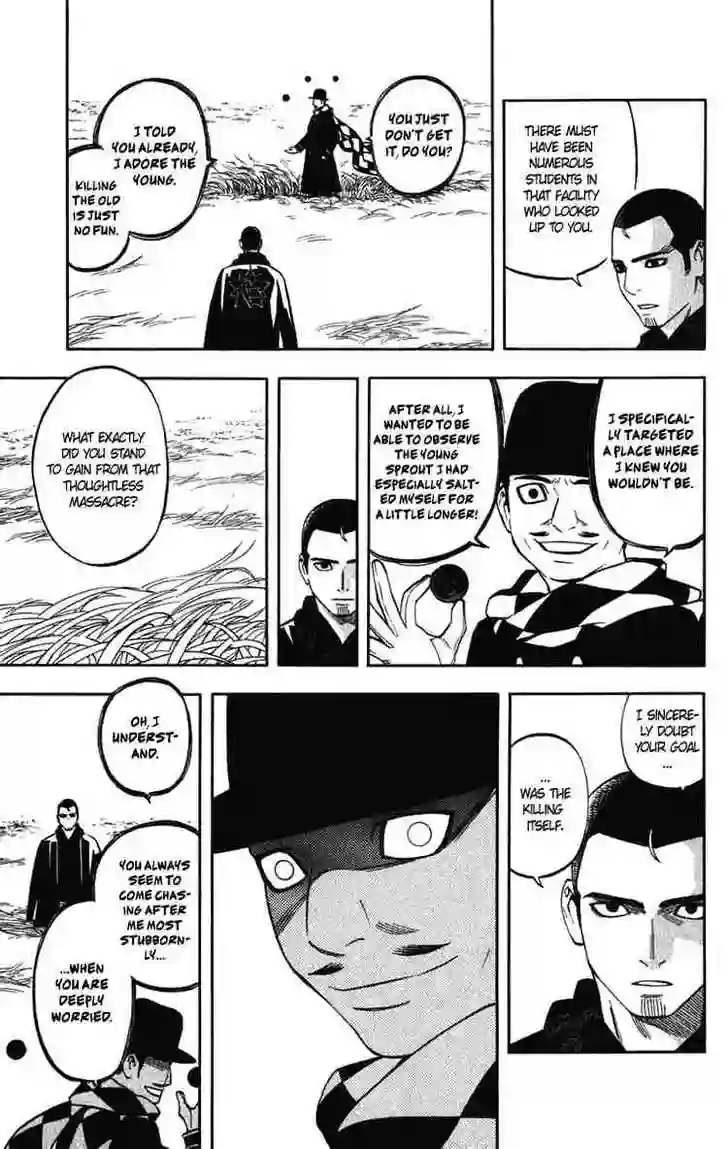 THERE MUST
HAVE BEEN
NUMEROUS
STUDENTS IN
THAT FACILITY
WHO LOOKED
UP TO YOU.
YOU JUST
DON'T GET
IT, DO YOU?
I TOLD
YOU ALREADY,
I ADORE THE
YOUNG.
KILLING
THE OLD
IS JUST
NO FUN.
I SPECIFICAL-
LY TARGETED
A PLACE WHERE
I KNEW YOU
WOULDN'T BE.
AFTER ALL, I
WANTED TO BE
ABLE TO OBSERVE
THE YOUNG
SPROUT I HAD
ESPECIALLY SALT-
ED MYSELF FOR
A LITTLE LONGER!
WHAT EXACTLY
DID YOU STAND
TO GAIN FROM THAT
THOUGHTLESS
MASSACRE?
I SINCERE-
LY DOUBT
YOUR GOAL
...
...
WAS THE
KILLING
ITSELF.
OH, I
UNDERST-
AND.
YOU ALWAYS
SEEM TO
COME CHAS-
ING AFTER
ME MOST
STUBBORN-
LY...
...WHEN
YOU ARE
DEEPLY
WORRIED.